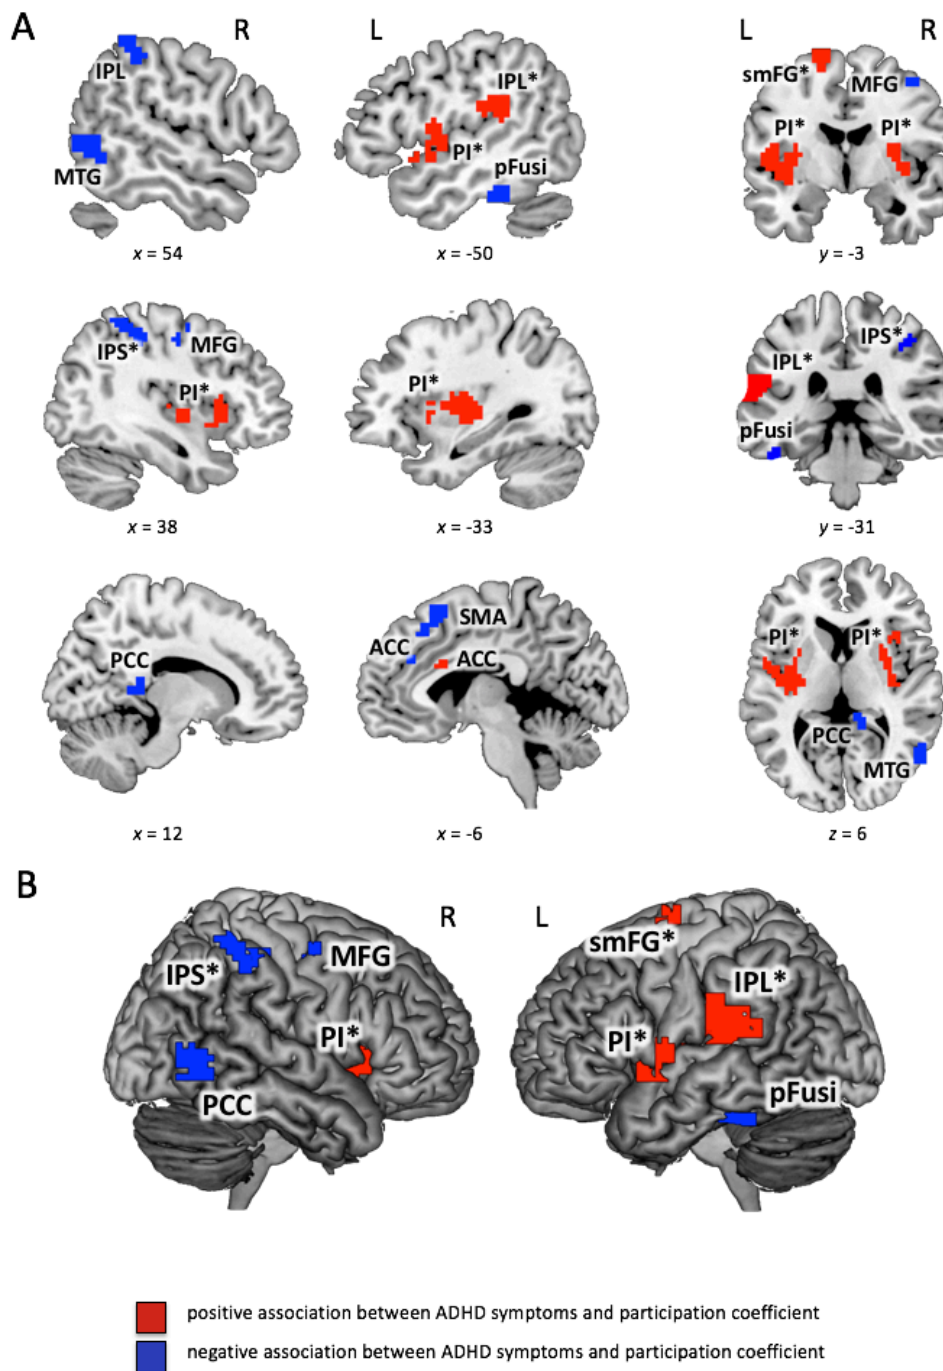 A
R
L
L
R
IPL
MTG
x = 54
IPL*
PI*
pFusi
x = -50
smFG*
MFG
PI*
PI*
y = -3
IPS*
MFG
PI*
x = 38
PI*
x = -33
IPS*
IPL*
pFusi
y = -31
PCC
x = 12
SMA
ACC
ACC
x = -6
PI*
PI*
PCC
MTG
z = 6
B
R
L
IPS*
MFG
PI*
PCC
smFG*
IPL*
PI*
pFusi
positive association between ADHD symptoms and participation coefficient
negative association between ADHD symptoms and participation coefficient